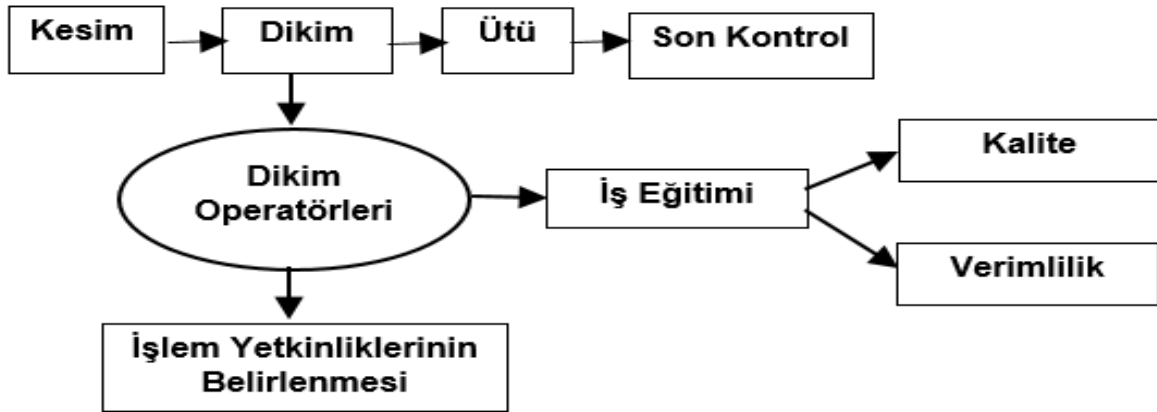 Kesim
Dikim
Ütü
Son Kontrol
Dikim
Operatörleri
İş Eğitimi
Kalite
Verimlilik
İşlem Yetkinliklerinin
Belirlenmesi